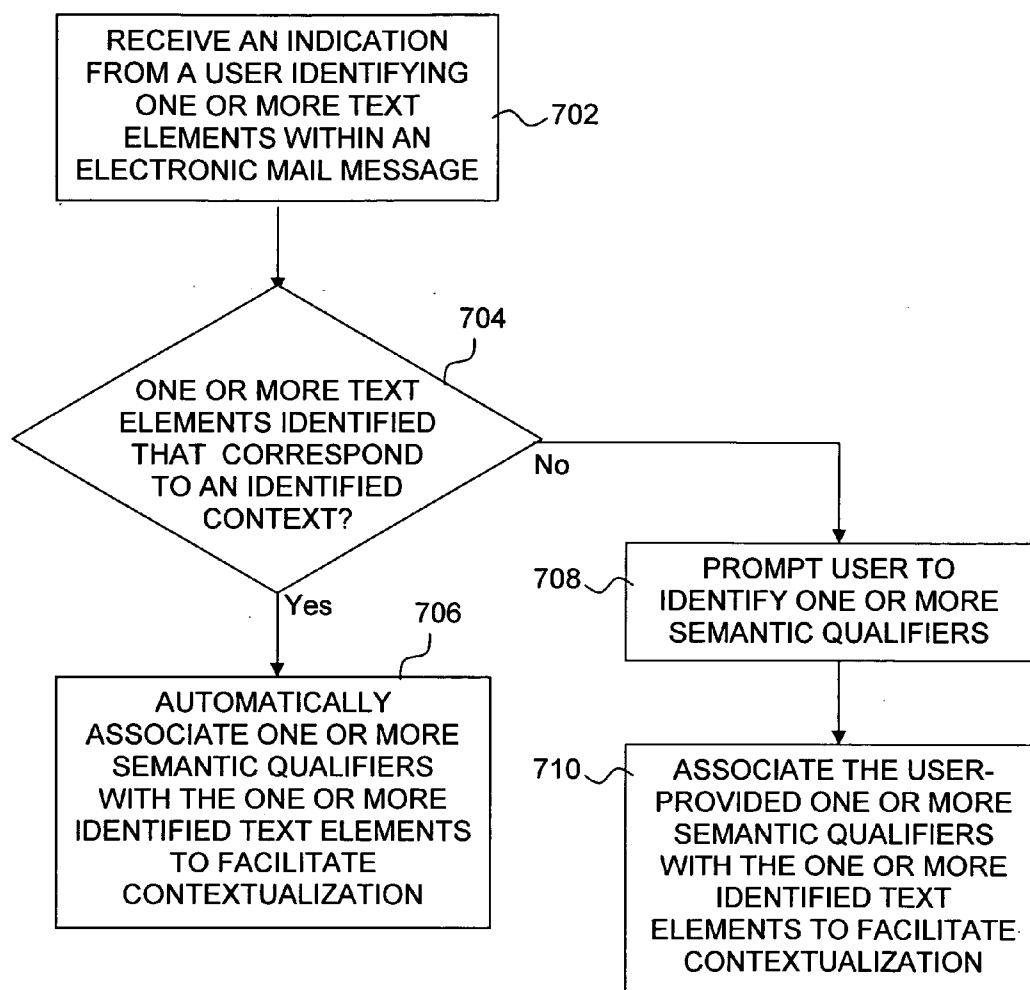 RECEIVE AN INDICATION
FROM A USER IDENTIFYING
ONE OR MORE TEXT
ELEMENTS WITHIN AN
ELECTRONIC MAIL MESSAGE
702
704
ONE OR MORE TEXT
ELEMENTS IDENTIFIED
THAT CORRESPOND
TO AN IDENTIFIED
CONTEXT?
No
Yes
706
AUTOMATICALLY
ASSOCIATE ONE OR MORE
SEMANTIC QUALIFIERS
WITH THE ONE OR MORE
IDENTIFIED TEXT ELEMENTS
TO FACILITATE
CONTEXTUALIZATION
708
PROMPT USER TO
IDENTIFY ONE OR MORE
SEMANTIC QUALIFIERS
710
ASSOCIATE THE USER-
PROVIDED ONE OR MORE
SEMANTIC QUALIFIERS
WITH THE ONE OR MORE
IDENTIFIED TEXT
ELEMENTS TO FACILITATE
CONTEXTUALIZATION